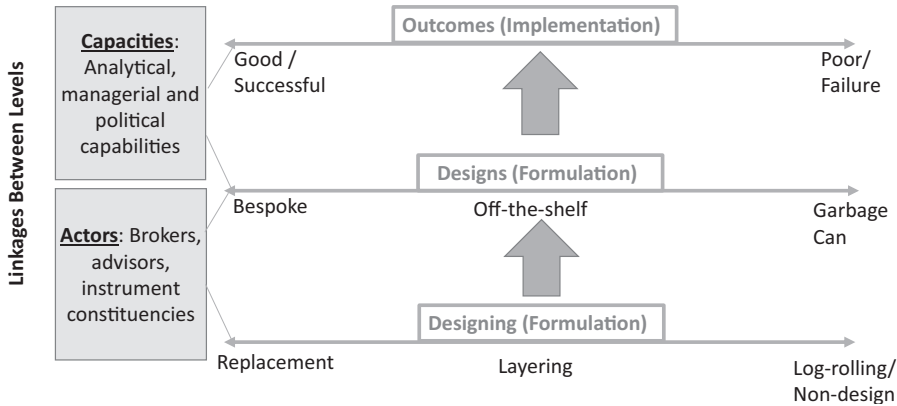 Linkages Between Levels
Capacities:
Analytical,
managerial and
political
capabilities
Actors: Brokers,
advisors,
instrument
constituencies
Outcomes (Implementation)
Good /
Successful
Poor/
Failure
Designs (Formulation)
Bespoke
Off-the-shelf
Garbage
Can
Designing (Formulation)
Replacement
Layering
Log-rolling/
Non-design